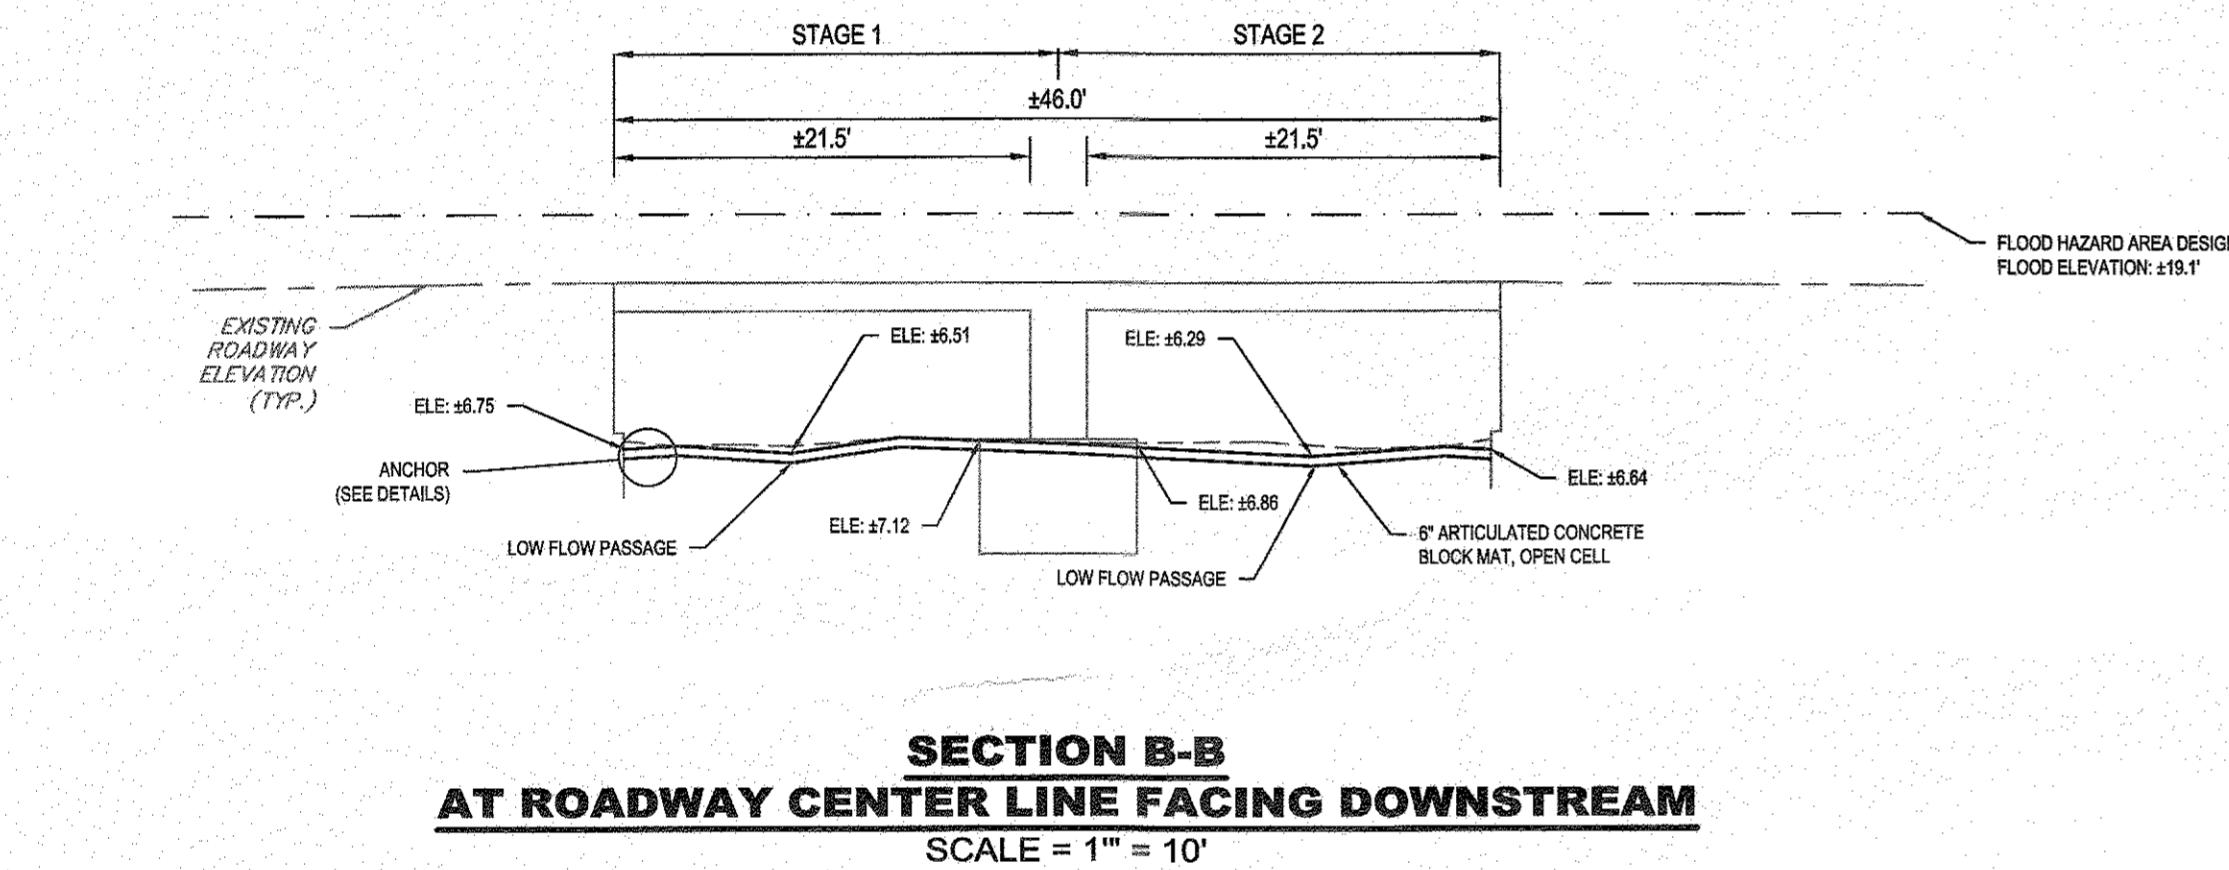 STAGE 1
STAGE 2
±46.0'
±21.5'
±21.5'
FLOOD HAZARD AREA DESIG
FLOOD ELEVATION: ±19.1'
EXISTING
ROADWAY
ELEVATION
(TYP.)
ELE: ±6.51
ELE: ±6.29
ELE: ±6.75
ANCHOR
(SEE DETAILS)
ELE: ±6.64
ELE: ±6.86
ELE: ±7.12
LOW FLOW PASSAGE
6" ARTICULATED CONCRETE
BLOCK MAT, OPEN CELL
LOW FLOW PASSAGE
SECTION B-B
AT ROADWAY CENTER LINE FACING DOWNSTREAM
SCALE = 1"' = 10'